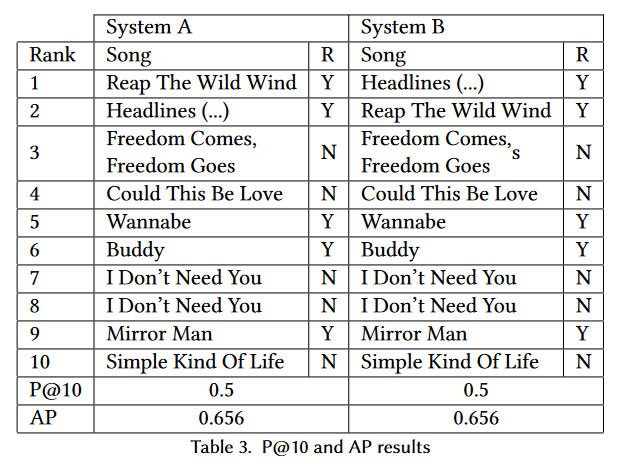 System A System B
Rank Song R Song R
1 Reap The Wild Wind Y Headlines (...) Y
2 Headlines (...) Y Reap The Wild Wind Y
3 Freedom Comes, Freedom Goes N Freedom Comes,s Freedom Goes N
4 Could This Be Love N Could This Be Love N
5 Wannabe Y Wannabe Y
6 Buddy Y Buddy Y
7 I Don't Need You N I Don't Need You N
8 I Don't Need You N I Don't Need You N
9 Mirror Man Y Mirror Man Y
10 Simple Kind Of Life N Simple Kind Of Life N
P@10 0.5 0.5
AP 0.656 0.656
Table 3. P@10 and AP results